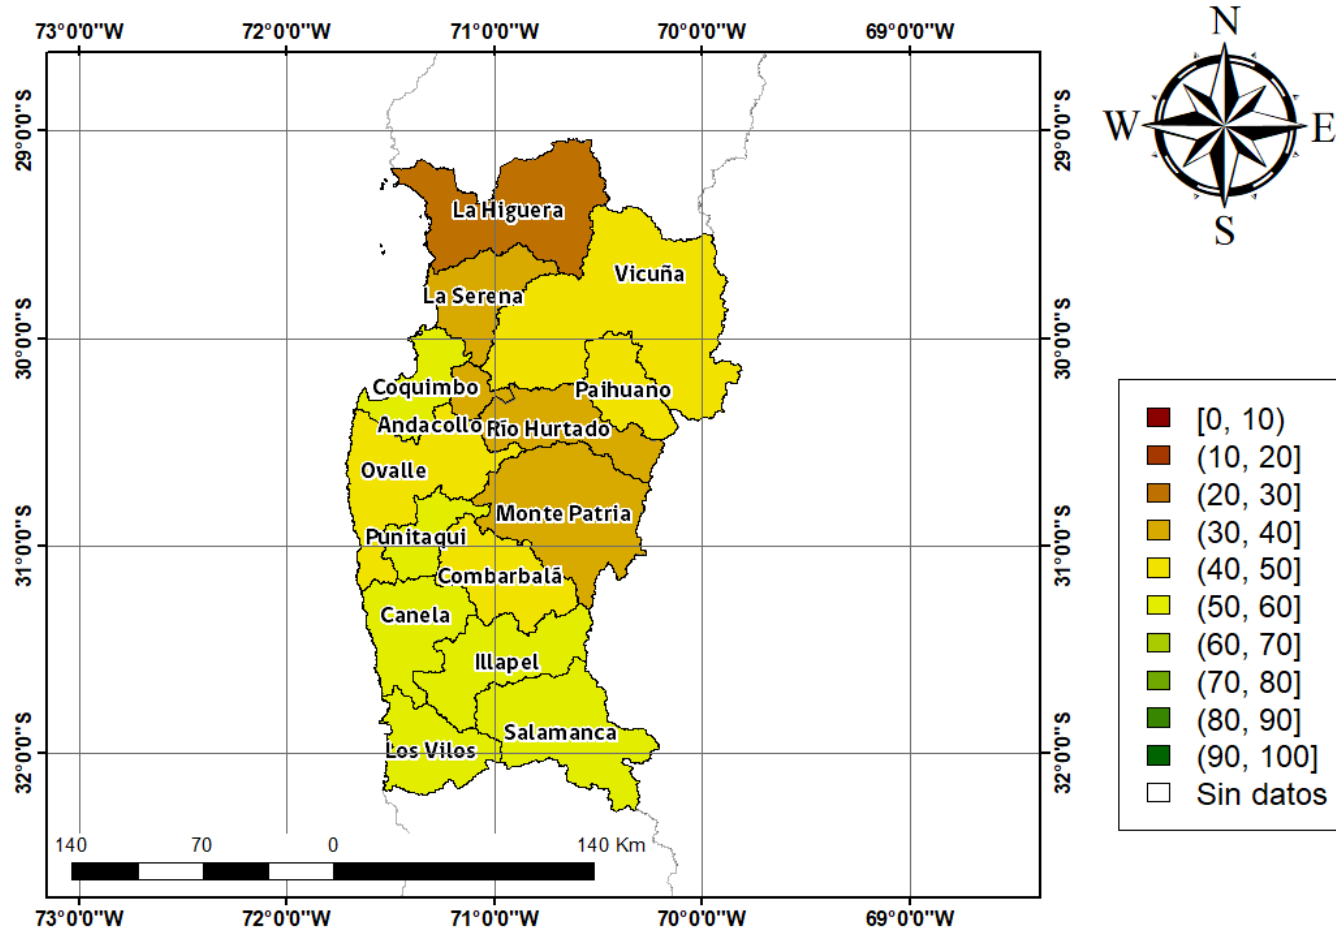 73°0'0"W 72°0'0"W 71°0'0"W 70°0'0"W 69°0'0"W
N
W E
S
29°0'0"S 29°0'0"S
La Higuera
Vicuña
La Serena
30°0'0"S 30°0'0"S
Coquimbo Paihuano
Andacollo Río Hurtado
Ovalle
Monte Patria
Punitaqui
31°0'0"S 31°0'0"S
Combarbalá
Canela
Illapel
Salamanca
Los Vilos
32°0'0"S 32°0'0"S
[0, 10)
(10, 20]
(20, 30]
(30, 40]
(40, 50]
(50, 60]
(60, 70]
(70, 80]
(80, 90]
(90, 100]
Sin datos
140 70 0 140 Km
73°0'0"W 72°0'0"W 71°0'0"W 70°0'0"W 69°0'0"W